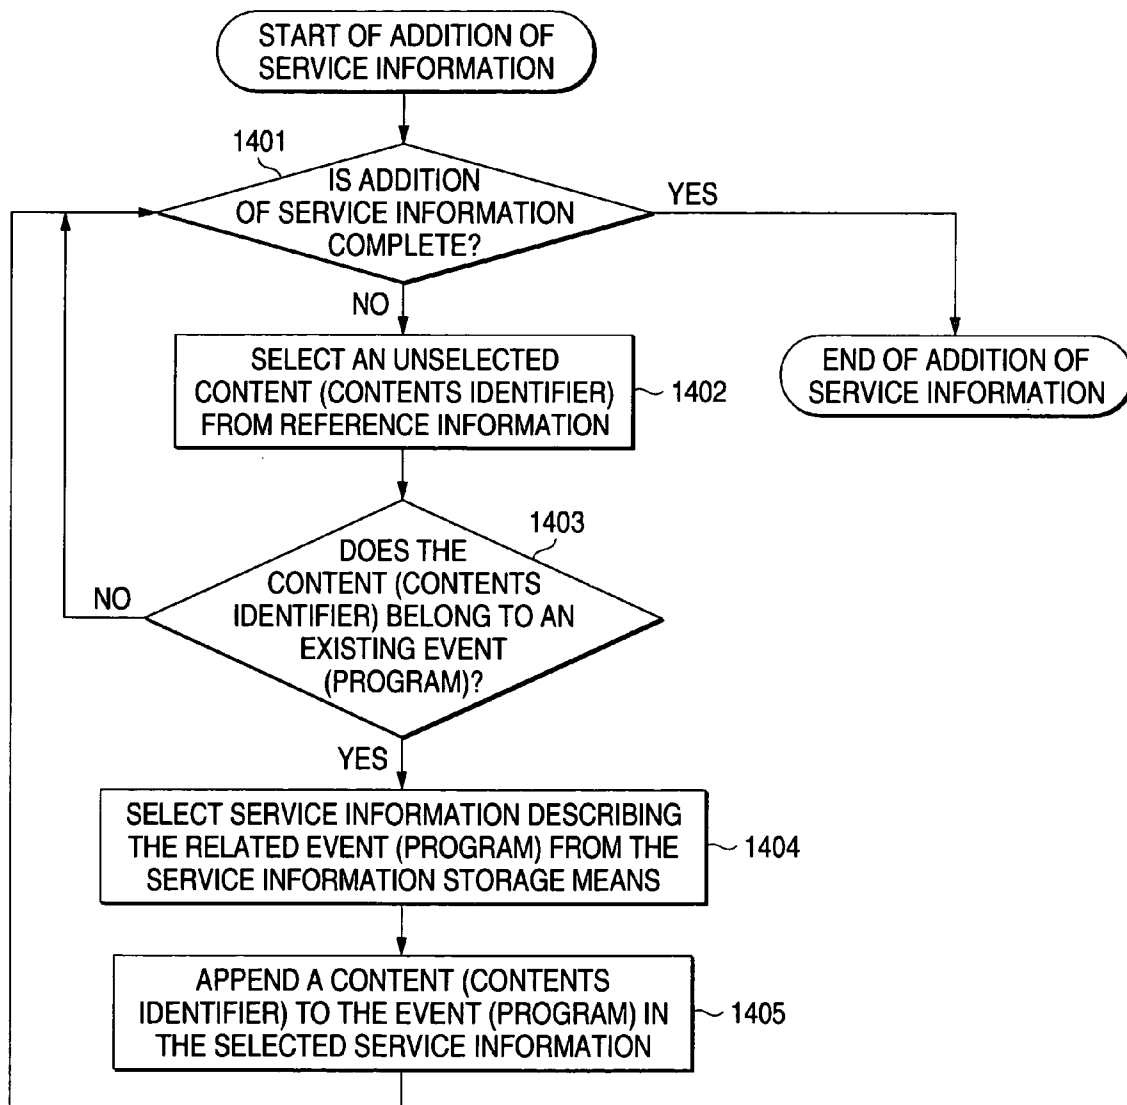 START OF ADDITION OF
SERVICE INFORMATION
1401
IS ADDITION
OF SERVICE INFORMATION
COMPLETE?
YES
NO
END OF ADDITION OF
SERVICE INFORMATION
SELECT AN UNSELECTED
CONTENT (CONTENTS IDENTIFIER)
FROM REFERENCE INFORMATION
1402
1403
DOES THE
CONTENT (CONTENTS
IDENTIFIER) BELONG TO AN
EXISTING EVENT
(PROGRAM)?
NO
YES
SELECT SERVICE INFORMATION DESCRIBING
THE RELATED EVENT (PROGRAM) FROM THE
SERVICE INFORMATION STORAGE MEANS
1404
APPEND A CONTENT (CONTENTS
IDENTIFIER) TO THE EVENT (PROGRAM) IN
THE SELECTED SERVICE INFORMATION
1405